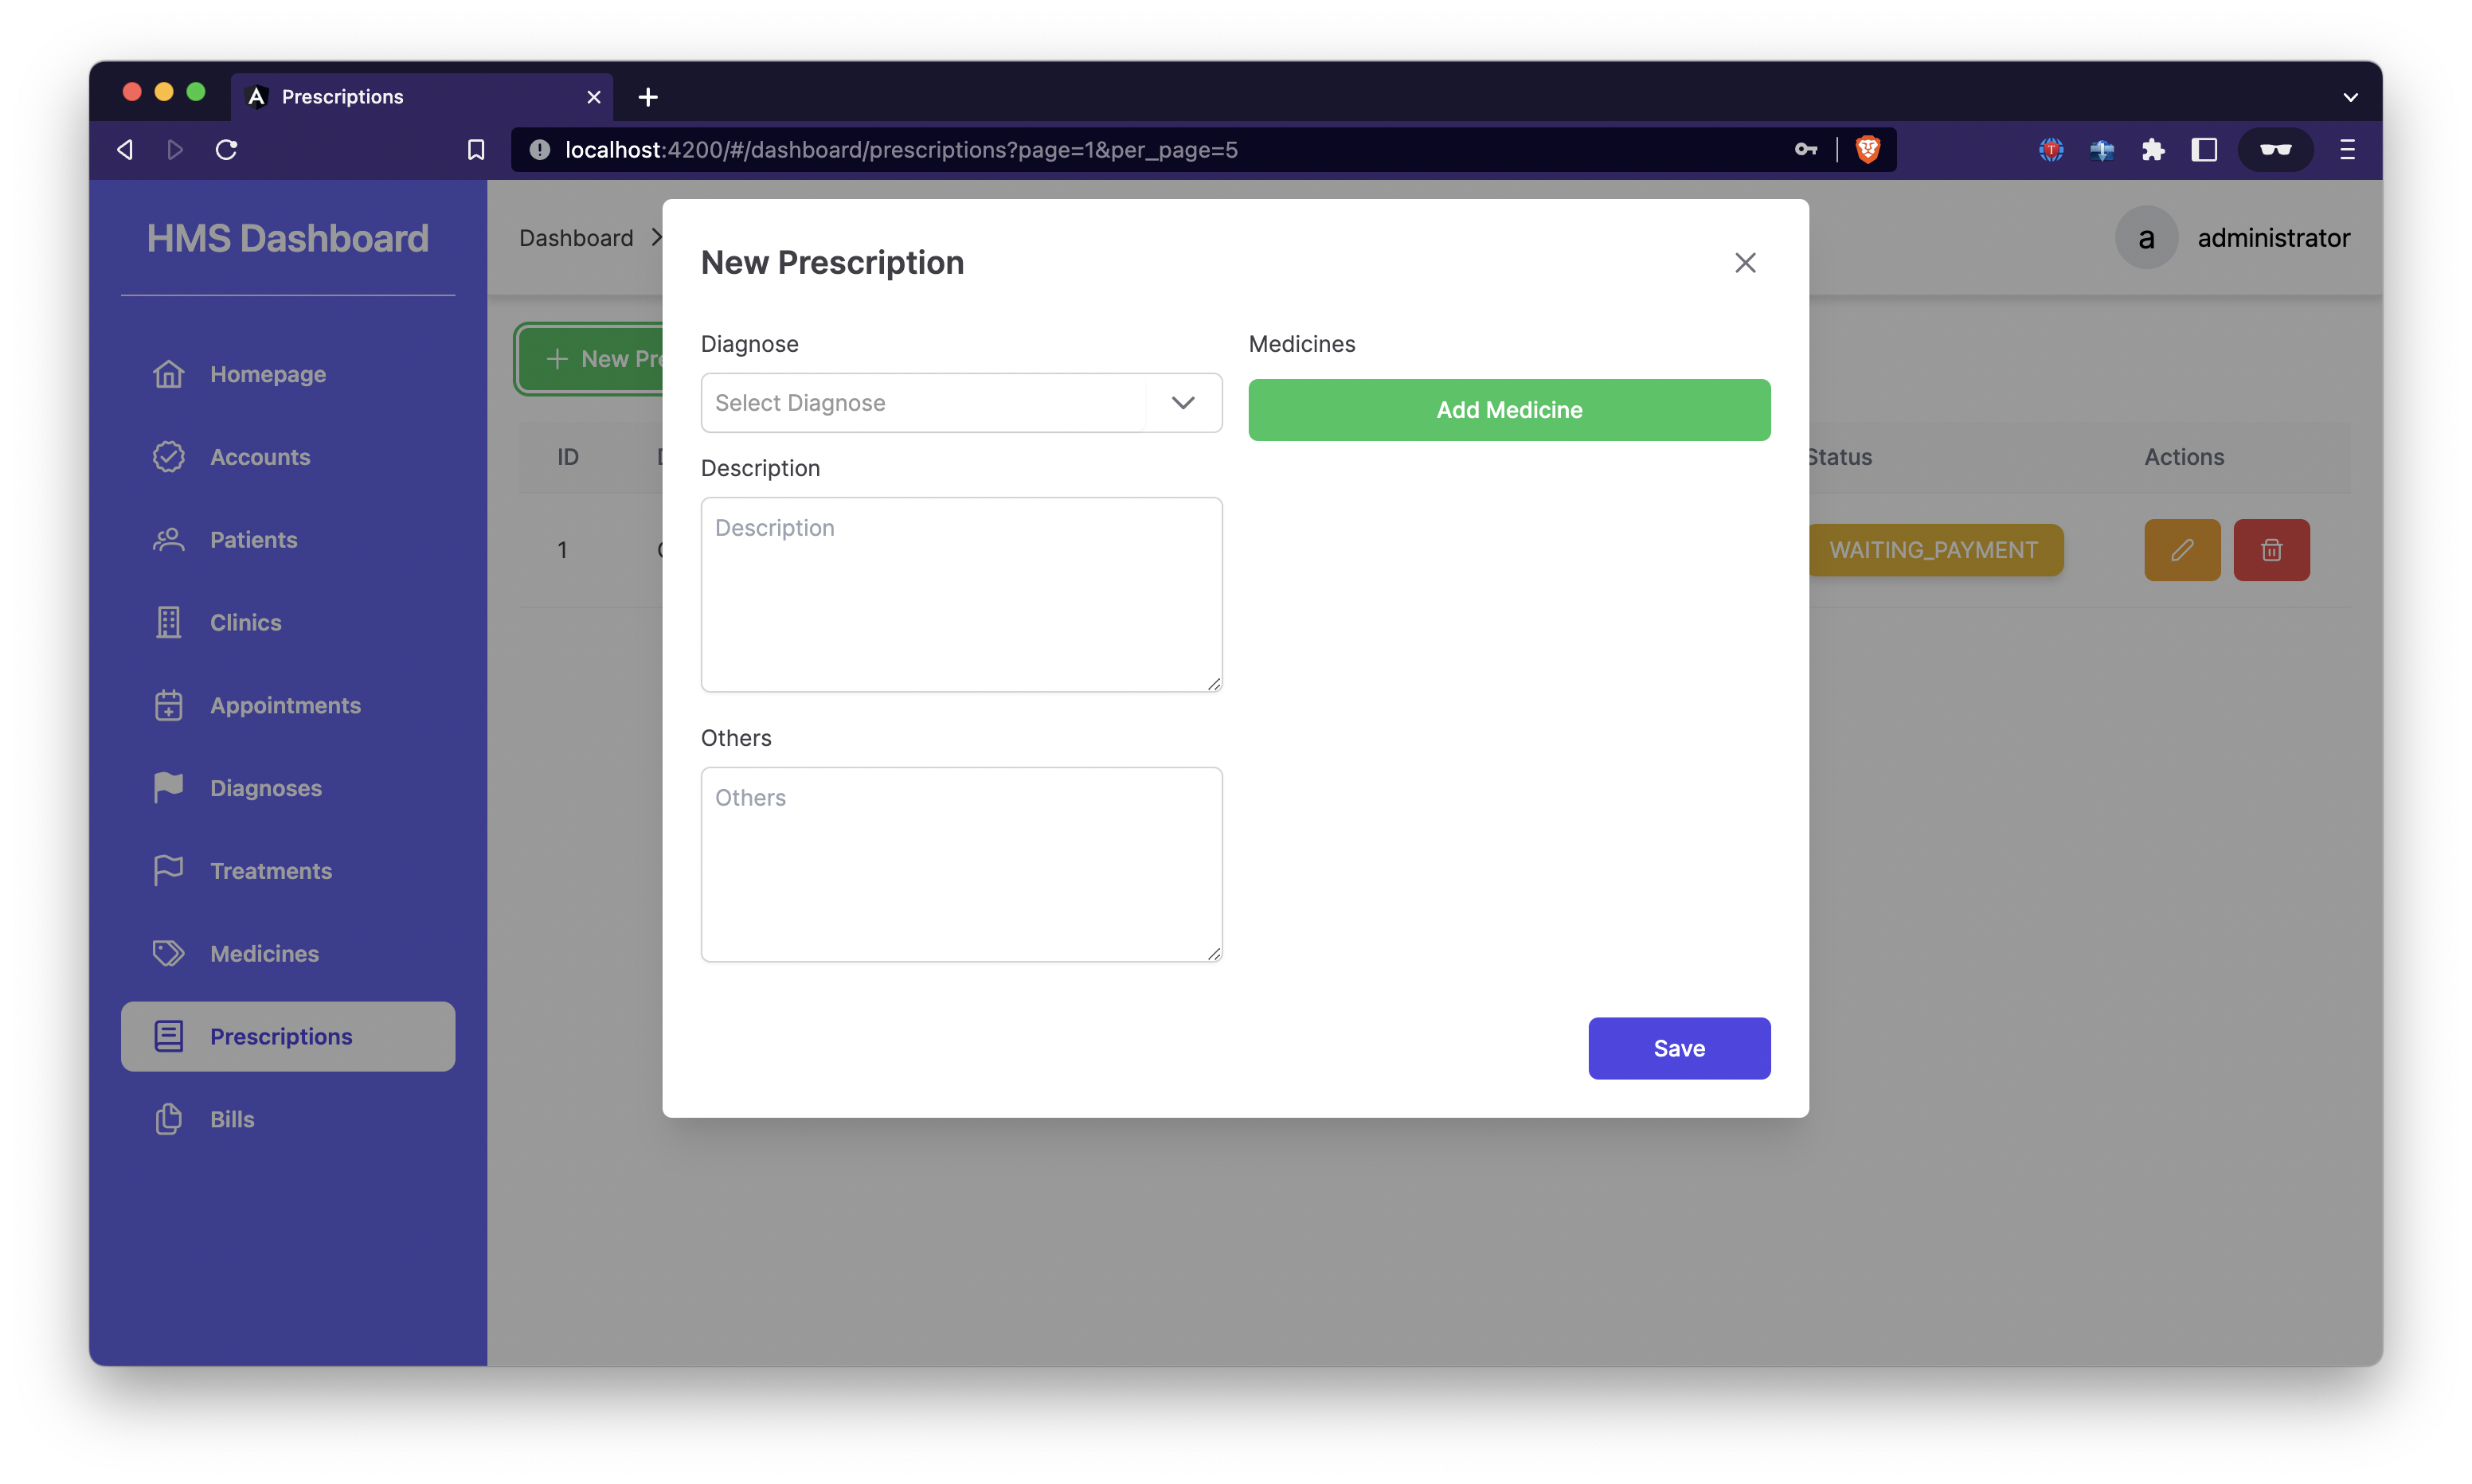 Prescriptions
localhost:4200/#/dashboard/prescriptions?page=1&per_page=5
HMS Dashboard
Homepage
Accounts
Patients
Clinics
Appointments
Diagnoses
Treatments
Medicines
Prescriptions
Bills
Dashboard
a administrator
New Pre
ID
Status Actions
1
WAITING_PAYMENT
New Prescription
Diagnose
Select Diagnose
Description
Description
Others
Others
Medicines
Add Medicine
Save